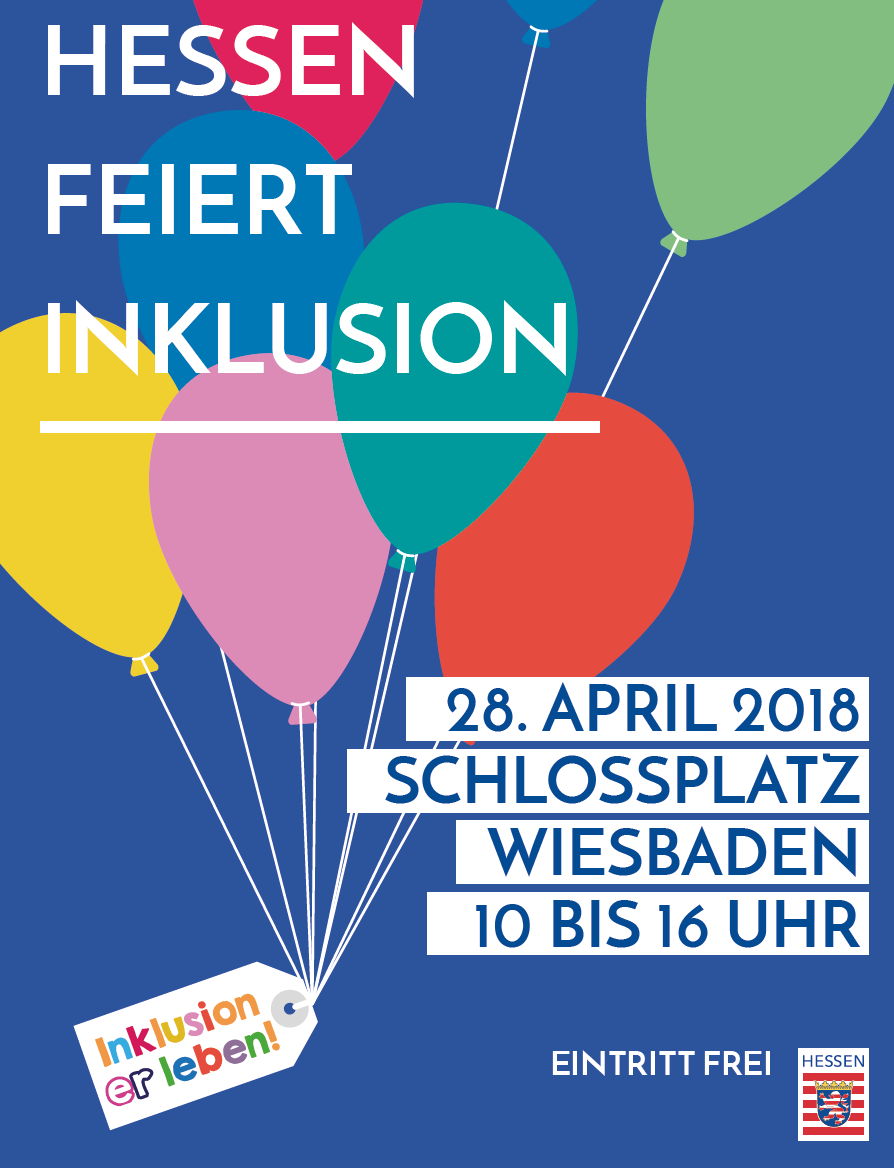 HESSEN
FEIERT
INKLUSION
28. APRIL 2018
SCHLOSSPLATZ
WIESBADEN
10 BIS 16 UHR
Inklusion
er leben!
EINTRITT FREI
HESSEN